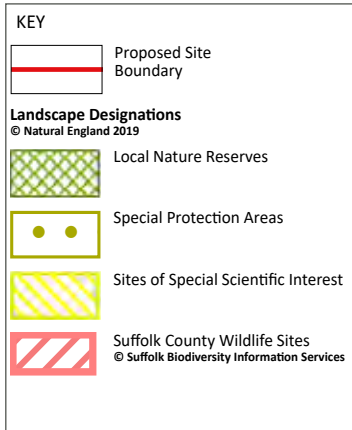 KEY
Proposed Site
Boundary
Landscape Designations
© Natural England 2019
Local Nature Reserves
Special Protection Areas
Sites of Special Scientific Interest
Suffolk County Wildlife Sites
© Suffolk Biodiversity Information Services